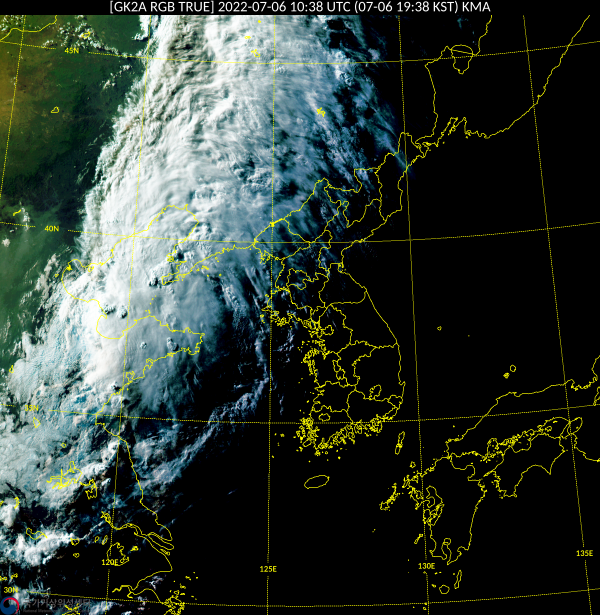 [GK2A RGB TRUE] 2022-07-06 10:38 UTC (07-06 19:38 KST) KMA
45N
40N
135E
120E
125E
130E
30N